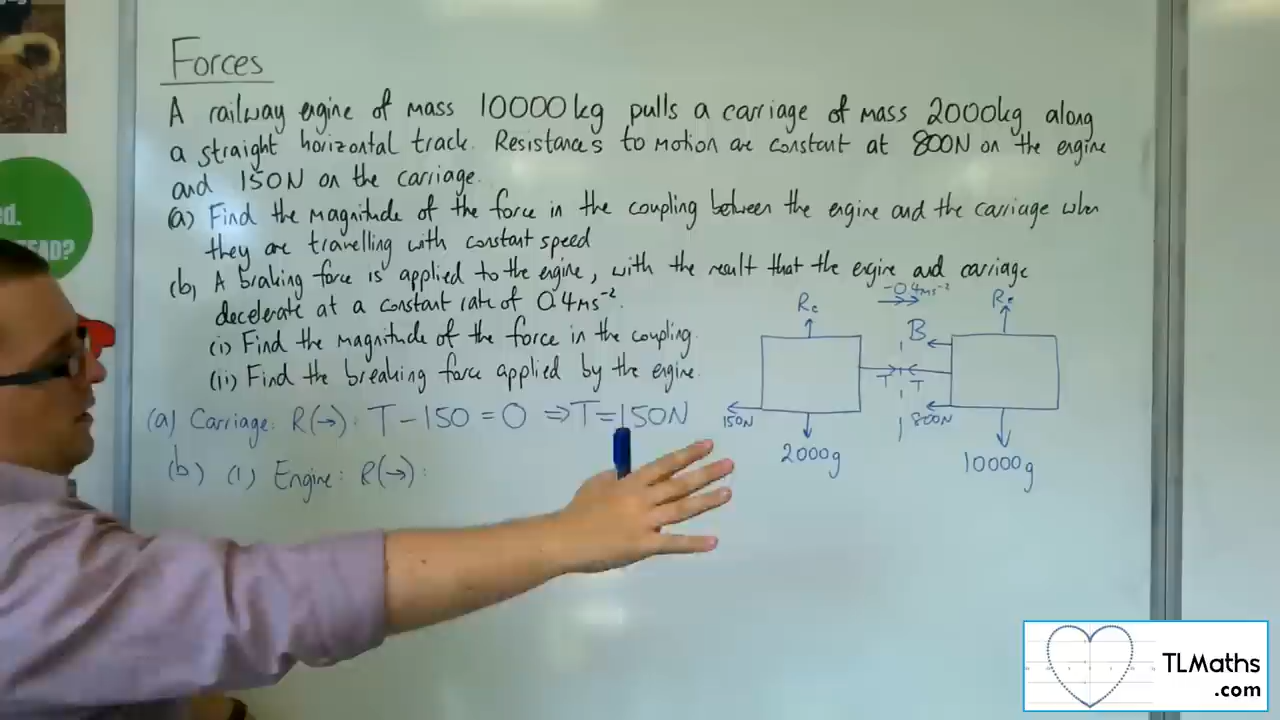 Forces
A railway engine of mass 10000kg pulls a carriage of mass 2000kg along
a straight horizontal track. Resistances to motion are constant at 800N on the engine
and 150N on the carriage.
(a) Find the magnitude of the force in the coupling between the engine and the carriage when
they are travelling with constant speed
(b) A braking force is applied to the engine, with the result that the engine and carriage
decelerate at a constant rate of 0.4ms⁻².
(i) Find the magnitude of the force in the coupling.
(ii) Find the breaking force applied by the engine.
(a) Carriage: R(→): T - 150 = 0 ⇒ T = 150N
(b) (i) Engine: R(→):
-0.4ms⁻²
Rc
Re
B
T
T
150N
800N
2000g
10000g
d.
EAD?
TLMaths
.com